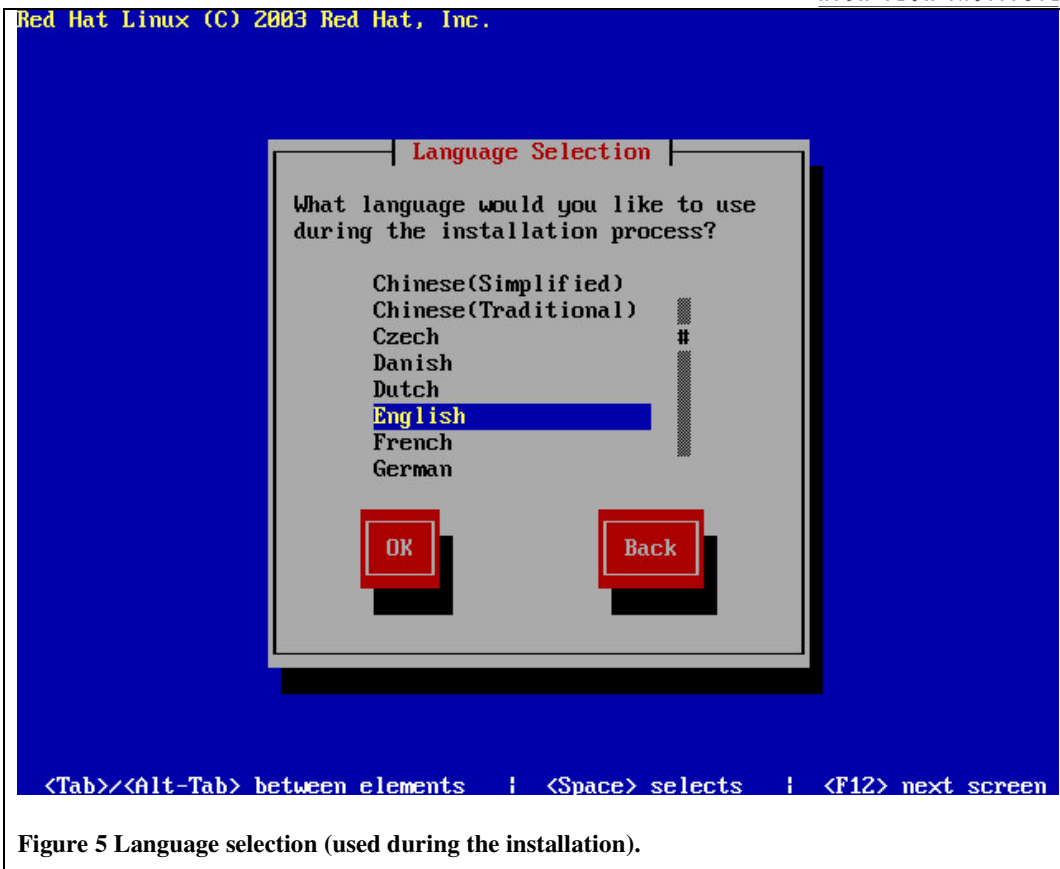 Red Hat Linux (C) 2003 Red Hat, Inc.
Language Selection
What language would you like to use
during the installation process?
Chinese(Simplified)
Chinese(Traditional)
Czech
#
Danish
Dutch
English
French
German
OK
Back
<Tab>/<Alt-Tab> between elements | <Space> selects | <F12> next screen
Figure 5 Language selection (used during the installation).